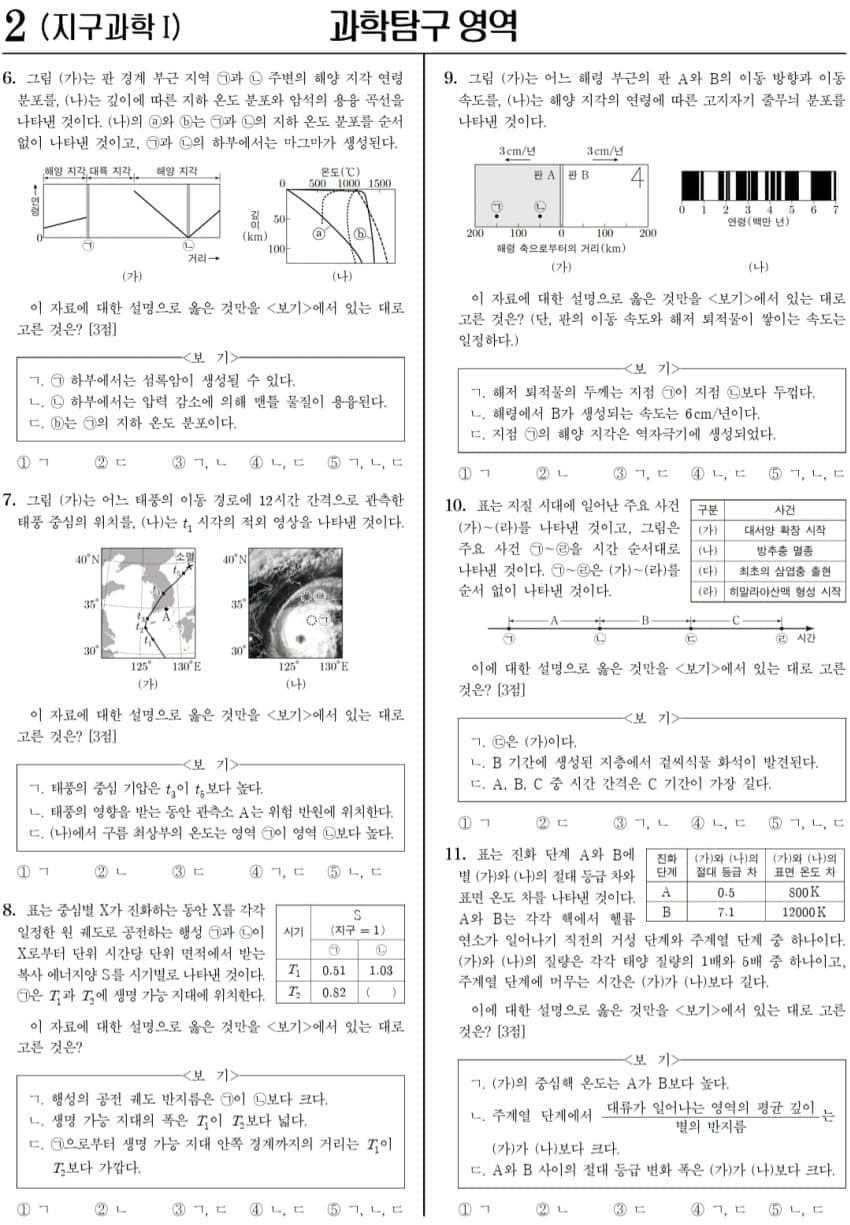 2 (지구과학 I)
과학탐구 영역
6. 그림 (가)는 판 경계 부근 지역 ㉠과 ㉡ 주변의 해양 지각 연령
분포를, (나)는 깊이에 따른 지하 온도 분포와 암석의 용융 곡선을
나타낸 것이다. (나)의 ⓐ와 ⓑ는 ㉠과 ㉡의 지하 온도 분포를 순서
없이 나타낸 것이고, ㉠과 ㉡의 하부에서는 마그마가 생성된다.
해양 지각 대륙 지각 해양 지각
↑연령
0
㉠ ㉡
거리→
(가)
온도(℃)
0 500 1000 1500
깊이(km)
50
100
ⓐ ⓑ
(나)
이 자료에 대한 설명으로 옳은 것만을 <보기>에서 있는 대로
고른 것은? [3점]
<보 기>
ㄱ. ㉠ 하부에서는 섬록암이 생성될 수 있다.
ㄴ. ㉡ 하부에서는 압력 감소에 의해 맨틀 물질이 용융된다.
ㄷ. ⓑ는 ㉠의 지하 온도 분포이다.
① ㄱ ② ㄷ ③ ㄱ, ㄴ ④ ㄴ, ㄷ ⑤ ㄱ, ㄴ, ㄷ
7. 그림 (가)는 어느 태풍의 이동 경로에 12시간 간격으로 관측한
태풍 중심의 위치를, (나)는 t₁ 시각의 적외 영상을 나타낸 것이다.
40°N
35°
30°
소멸
t₅
t₃
t₂
t₁
A
125° 130°E
(가)
40°N
35°
30°
㉡
㉠
125° 130°E
(나)
이 자료에 대한 설명으로 옳은 것만을 <보기>에서 있는 대로
고른 것은? [3점]
<보 기>
ㄱ. 태풍의 중심 기압은 t₃이 t₅보다 높다.
ㄴ. 태풍의 영향을 받는 동안 관측소 A는 위험 반원에 위치한다.
ㄷ. (나)에서 구름 최상부의 온도는 영역 ㉠이 영역 ㉡보다 높다.
① ㄱ ② ㄴ ③ ㄷ ④ ㄱ, ㄷ ⑤ ㄴ, ㄷ
8. 표는 중심별 X가 진화하는 동안 X를 각각
일정한 원 궤도로 공전하는 행성 ㉠과 ㉡이
X로부터 단위 시간당 단위 면적에서 받는
복사 에너지양 S를 시기별로 나타낸 것이다.
㉠은 T₁과 T₂에 생명 가능 지대에 위치한다.
시기 S (지구 = 1)
㉠ ㉡
T₁ 0.51 1.03
T₂ 0.82 ( )
이 자료에 대한 설명으로 옳은 것만을 <보기>에서 있는 대로
고른 것은?
<보 기>
ㄱ. 행성의 공전 궤도 반지름은 ㉠이 ㉡보다 크다.
ㄴ. 생명 가능 지대의 폭은 T₁이 T₂보다 넓다.
ㄷ. ㉠으로부터 생명 가능 지대 안쪽 경계까지의 거리는 T₁이
T₂보다 가깝다.
① ㄱ ② ㄴ ③ ㄱ, ㄷ ④ ㄴ, ㄷ ⑤ ㄱ, ㄴ, ㄷ
9. 그림 (가)는 어느 해령 부근의 판 A와 B의 이동 방향과 이동
속도를, (나)는 해양 지각의 연령에 따른 고지자기 줄무늬 분포를
나타낸 것이다.
3 cm/년 3 cm/년
판 A 판 B 4
㉠ ㉡
200 100 0 100 200
해령 축으로부터의 거리(km)
(가)
0 1 2 3 4 5 6 7
연령(백만 년)
(나)
이 자료에 대한 설명으로 옳은 것만을 <보기>에서 있는 대로
고른 것은? (단, 판의 이동 속도와 해저 퇴적물이 쌓이는 속도는
일정하다.)
<보 기>
ㄱ. 해저 퇴적물의 두께는 지점 ㉠이 지점 ㉡보다 두껍다.
ㄴ. 해령에서 B가 생성되는 속도는 6cm/년이다.
ㄷ. 지점 ㉠의 해양 지각은 역자극기에 생성되었다.
① ㄱ ② ㄴ ③ ㄱ, ㄷ ④ ㄴ, ㄷ ⑤ ㄱ, ㄴ, ㄷ
10. 표는 지질 시대에 일어난 주요 사건
(가)~(라)를 나타낸 것이고, 그림은
주요 사건 ㉠~㉣을 시간 순서대로
나타낸 것이다. ㉠~㉣은 (가)~(라)를
순서 없이 나타낸 것이다.
구분 사건
(가) 대서양 확장 시작
(나) 방추충 멸종
(다) 최초의 삼엽충 출현
(라) 히말라야산맥 형성 시작
A B C
㉠ ㉡ ㉢ ㉣ 시간
이에 대한 설명으로 옳은 것만을 <보기>에서 있는 대로 고른
것은? [3점]
<보 기>
ㄱ. ㉢은 (가)이다.
ㄴ. B 기간에 생성된 지층에서 겉씨식물 화석이 발견된다.
ㄷ. A, B, C 중 시간 간격은 C 기간이 가장 길다.
① ㄱ ② ㄷ ③ ㄱ, ㄴ ④ ㄴ, ㄷ ⑤ ㄱ, ㄴ, ㄷ
11. 표는 진화 단계 A와 B에
별 (가)와 (나)의 절대 등급 차와
표면 온도 차를 나타낸 것이다.
A와 B는 각각 핵에서 헬륨
연소가 일어나기 직전의 거성 단계와 주계열 단계 중 하나이다.
(가)와 (나)의 질량은 각각 태양 질량의 1배와 5배 중 하나이고,
주계열 단계에 머무는 시간은 (가)가 (나)보다 길다.
진화 단계 (가)와 (나)의 절대 등급 차 (가)와 (나)의 표면 온도 차
A 0.5 800K
B 7.1 12000K
이에 대한 설명으로 옳은 것만을 <보기>에서 있는 대로 고른
것은? [3점]
<보 기>
ㄱ. (가)의 중심핵 온도는 A가 B보다 높다.
ㄴ. 주계열 단계에서 대류가 일어나는 영역의 평균 깊이 / 별의 반지름 는
(가)가 (나)보다 크다.
ㄷ. A와 B 사이의 절대 등급 변화 폭은 (가)가 (나)보다 크다.
① ㄱ ② ㄴ ③ ㄷ ④ ㄱ, ㄷ ⑤ ㄴ, ㄷ